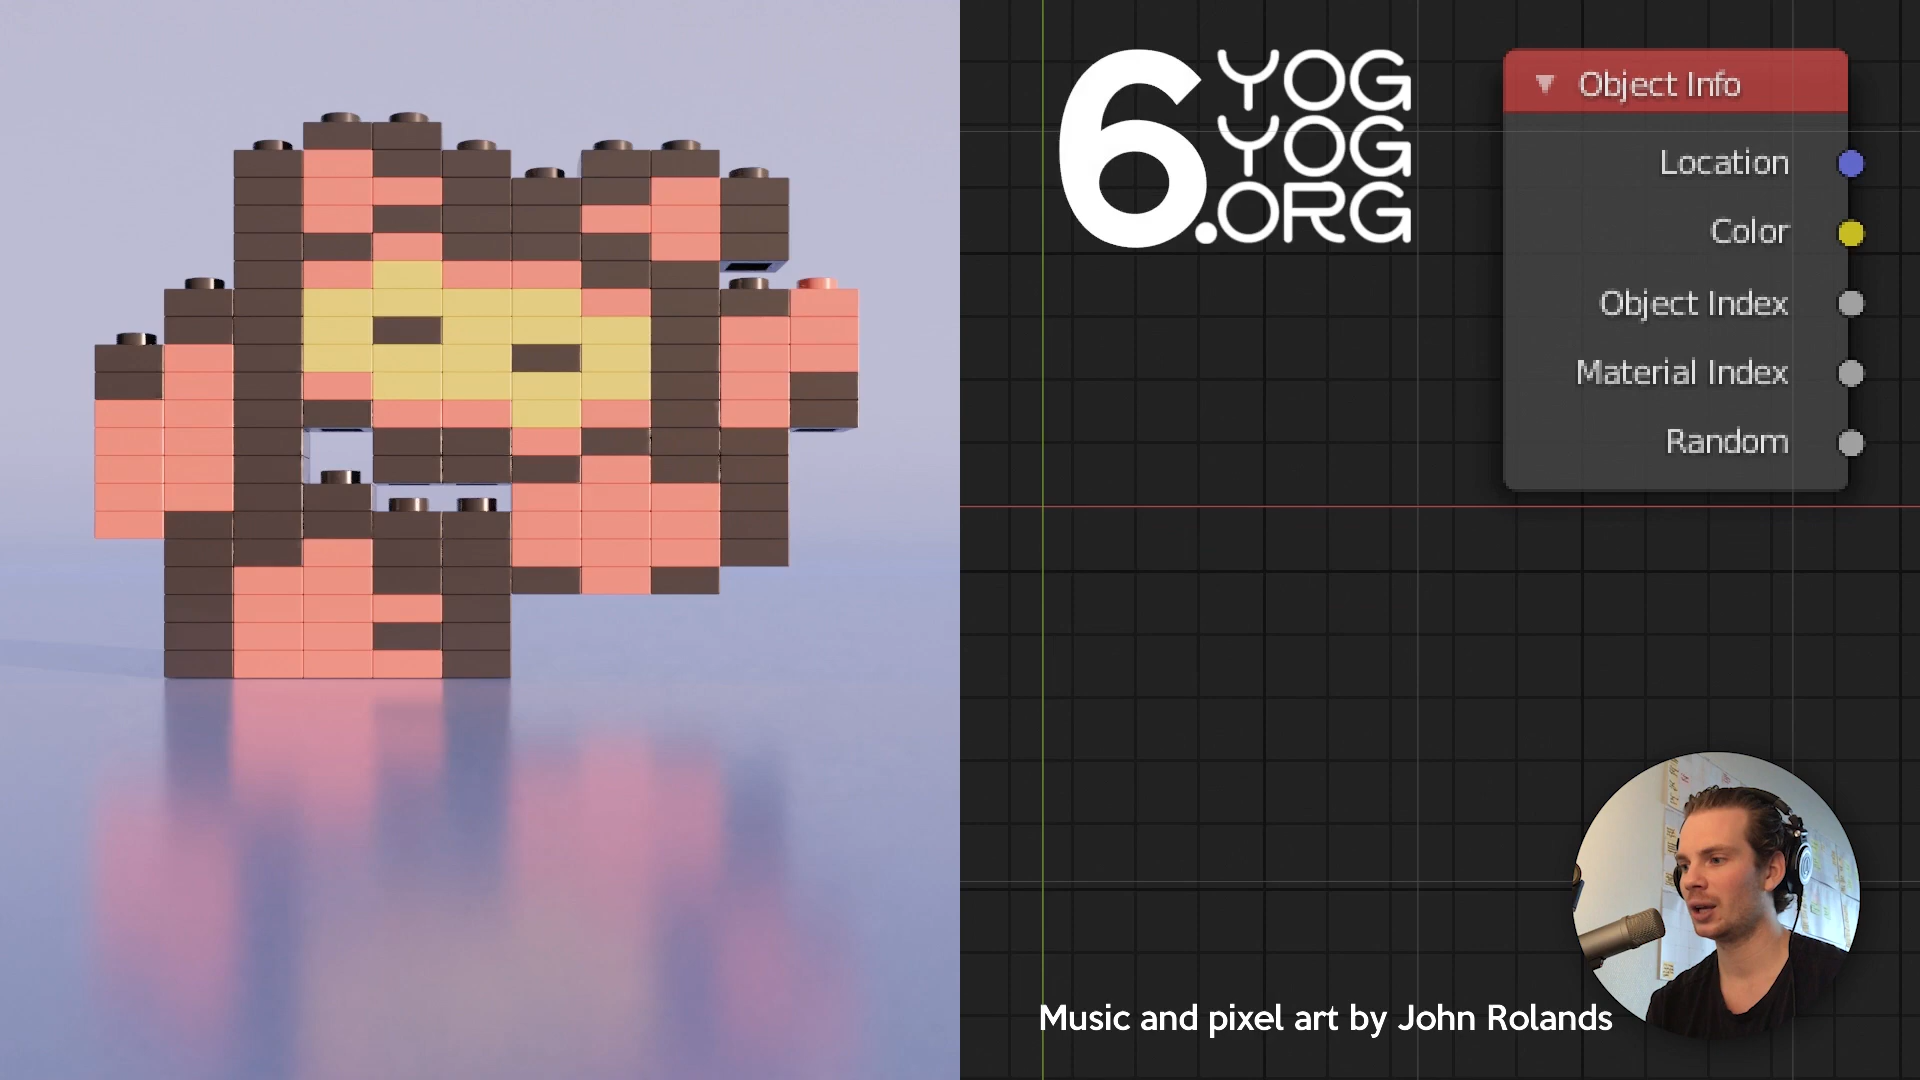 6.
YOG
YOG
.ORG
Object Info
Location
Color
Object Index
Material Index
Random
Music and pixel art by John Rolands